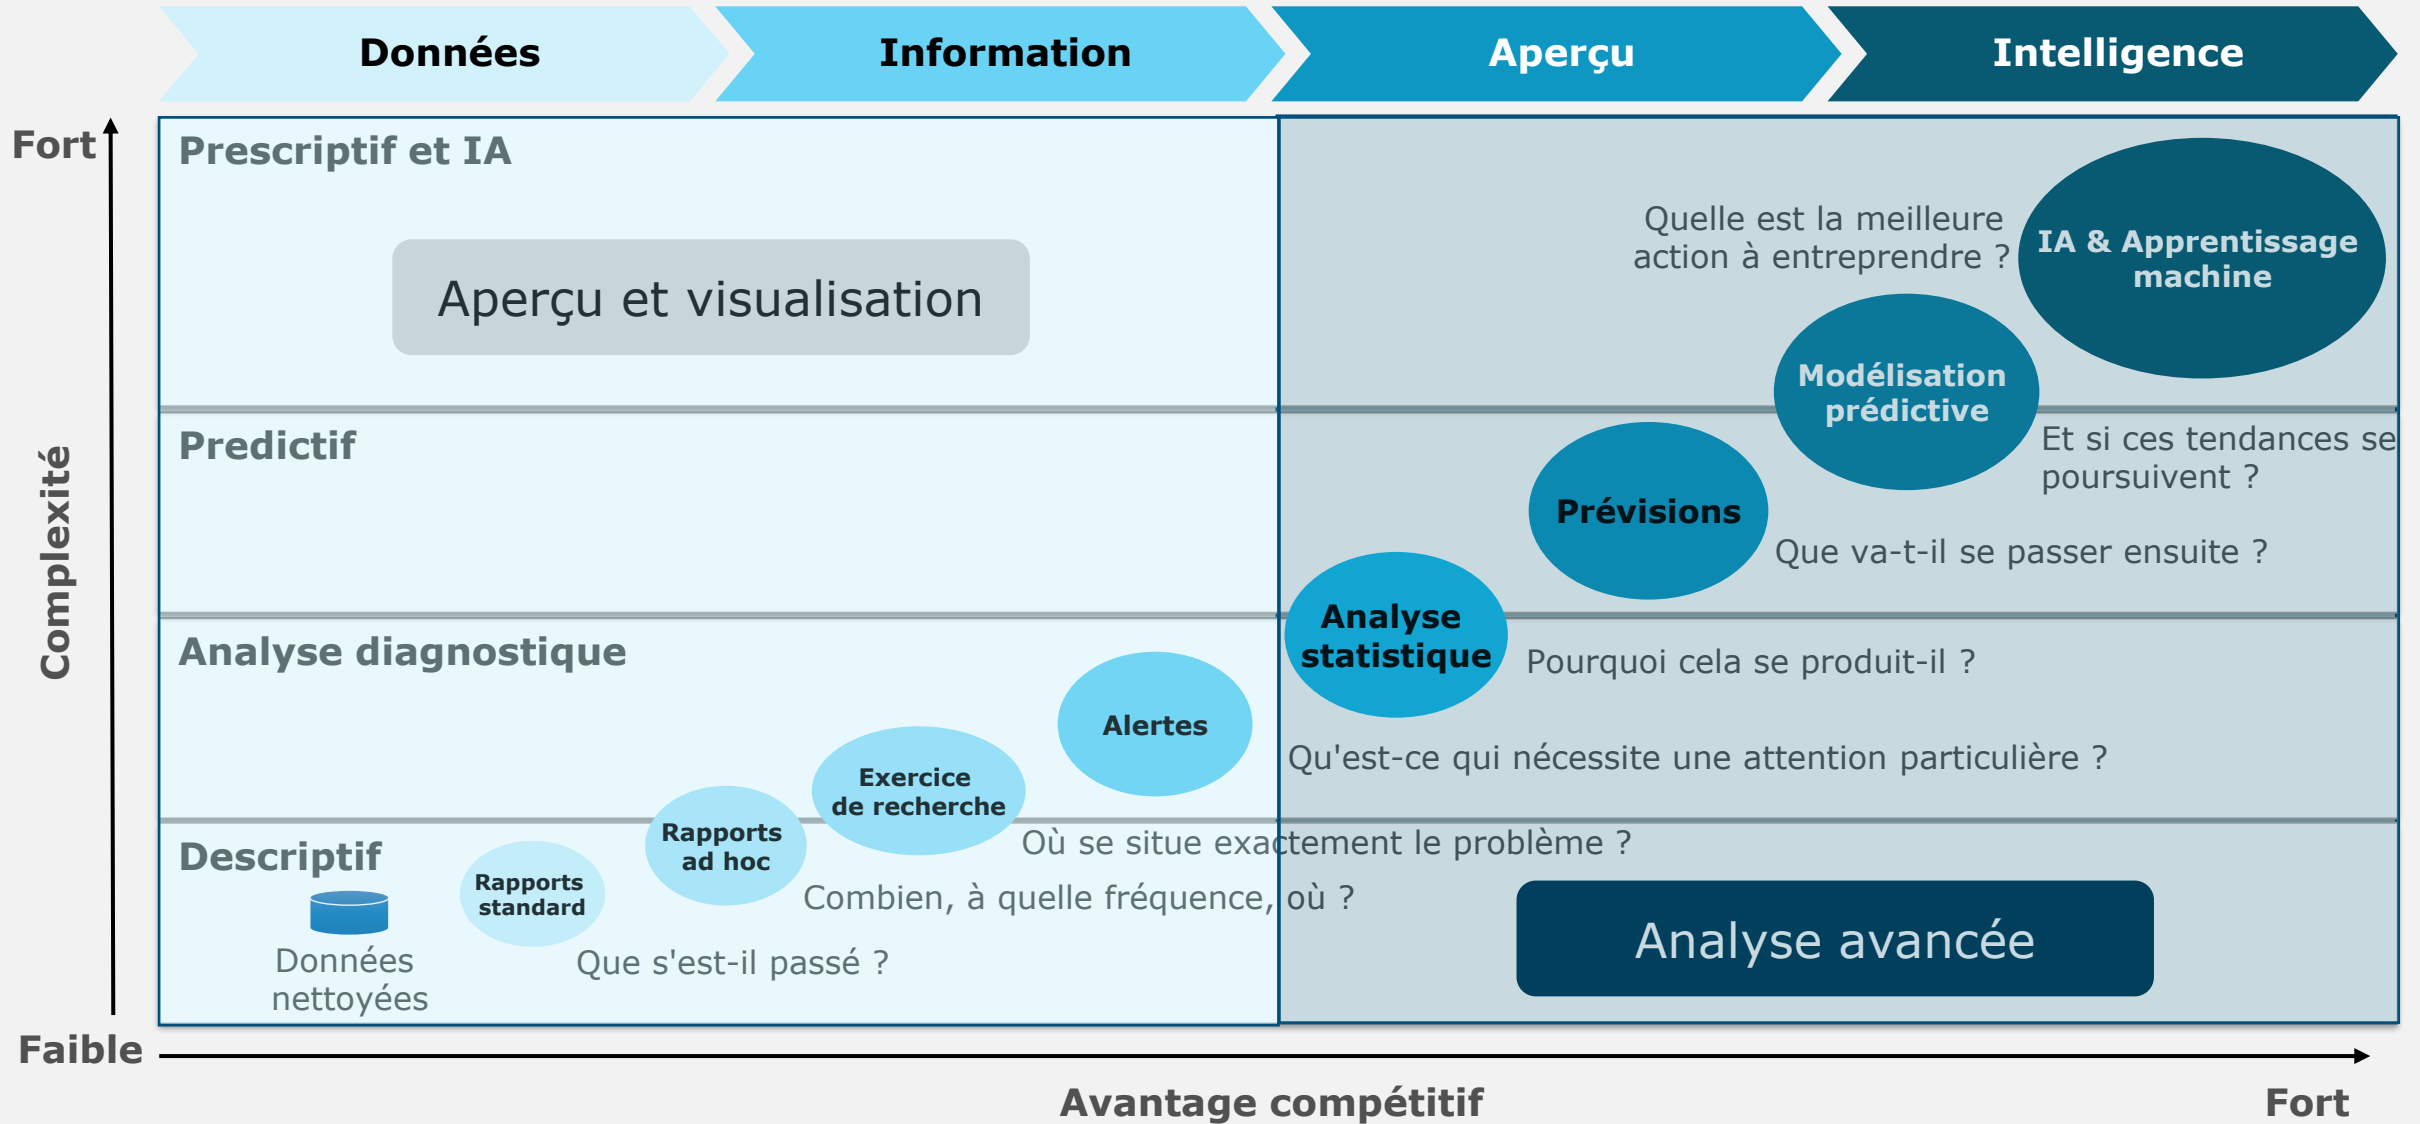 Données
Information
Aperçu
Intelligence
Fort
Prescriptif et IA
Quelle est la meilleure
action à entreprendre ?
IA & Apprentissage
machine
Aperçu et visualisation
Modélisation
prédictive
Predictif
Et si ces tendances se
poursuivent ?
Prévisions
Que va-t-il se passer ensuite ?
Complexité
Analyse
statistique
Analyse diagnostique
Pourquoi cela se produit-il ?
Alertes
Qu'est-ce qui nécessite une attention particulière ?
Exercice
de recherche
Où se situe exactement le problème ?
Rapports
ad hoc
Combien, à quelle fréquence, où ?
Descriptif
Rapports
standard
Que s'est-il passé ?
Données
nettoyées
Analyse avancée
Faible
Avantage compétitif
Fort